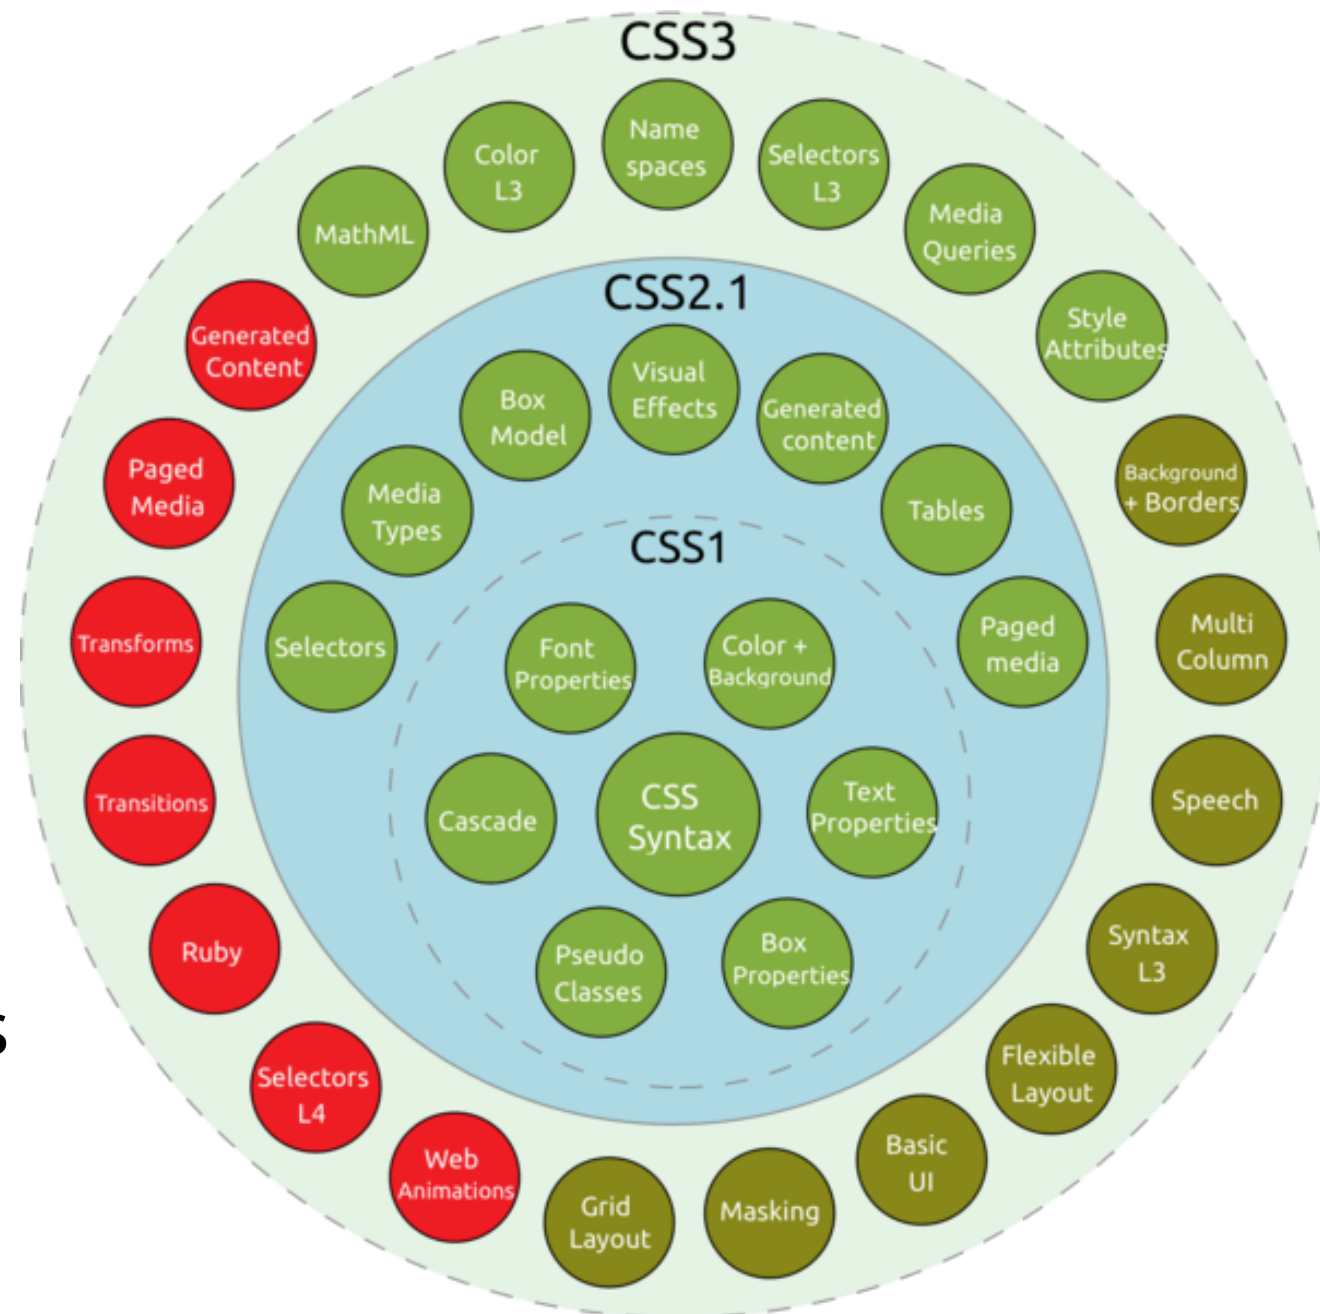 CSS3
Name
spaces
Selectors
L3
Media
Queries
Style
Attributes
Background
+ Borders
Multi
Column
Speech
Syntax
L3
Flexible
Layout
Basic
UI
Masking
Grid
Layout
Web
Animations
Selectors
L4
Ruby
Transitions
Transforms
Paged
Media
Generated
Content
MathML
Color
L3
CSS2.1
Selectors
Media
Types
Box
Model
Visual
Effects
Generated
content
Tables
Paged
media
CSS1
Font
Properties
Color +
Background
Cascade
CSS
Syntax
Text
Properties
Pseudo
Classes
Box
Properties
s